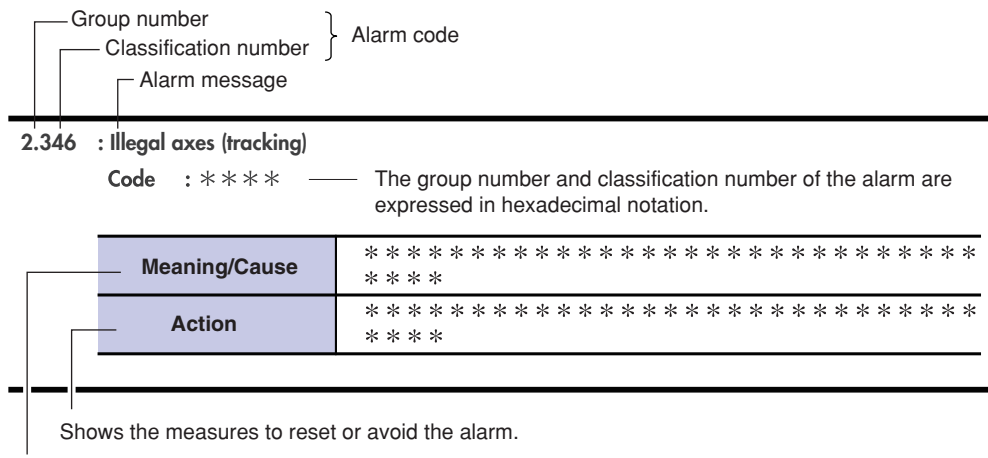 Group number
Classification number
Alarm code
Alarm message
2.346 : Illegal axes (tracking)
Code : ＊＊＊＊ The group number and classification number of the alarm are
expressed in hexadecimal notation.
Meaning/Cause ＊＊＊＊＊＊＊＊＊＊＊＊＊＊＊＊＊＊＊＊＊＊＊＊＊＊＊＊＊
＊＊＊＊
Action ＊＊＊＊＊＊＊＊＊＊＊＊＊＊＊＊＊＊＊＊＊＊＊＊＊＊＊＊＊
＊＊＊＊
Shows the measures to reset or avoid the alarm.